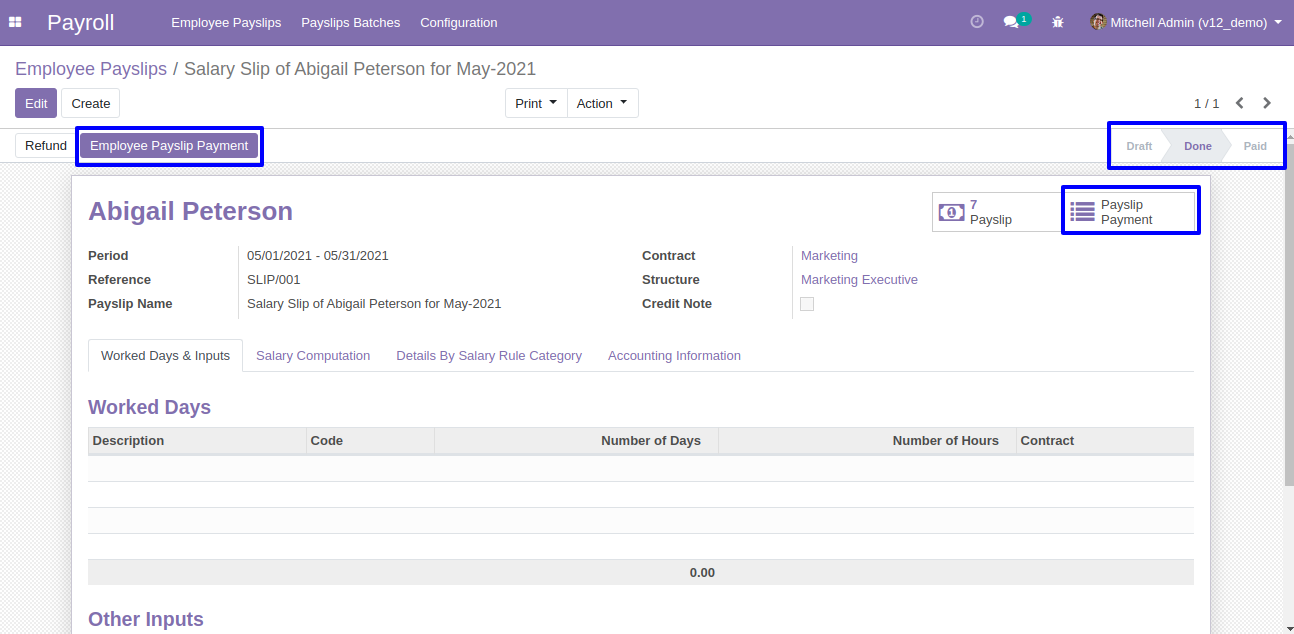 Payroll Employee Payslips Payslips Batches Configuration 1 Mitchell Admin (v12_demo)
Employee Payslips / Salary Slip of Abigail Peterson for May-2021
Edit Create Print Action 1 / 1
Refund Employee Payslip Payment Draft Done Paid
Abigail Peterson
1 7 Payslip
Payslip Payment
Period 05/01/2021 - 05/31/2021 Contract Marketing
Reference SLIP/001 Structure Marketing Executive
Payslip Name Salary Slip of Abigail Peterson for May-2021 Credit Note
Worked Days & Inputs Salary Computation Details By Salary Rule Category Accounting Information
Worked Days
Description Code Number of Days Number of Hours Contract
0.00
Other Inputs